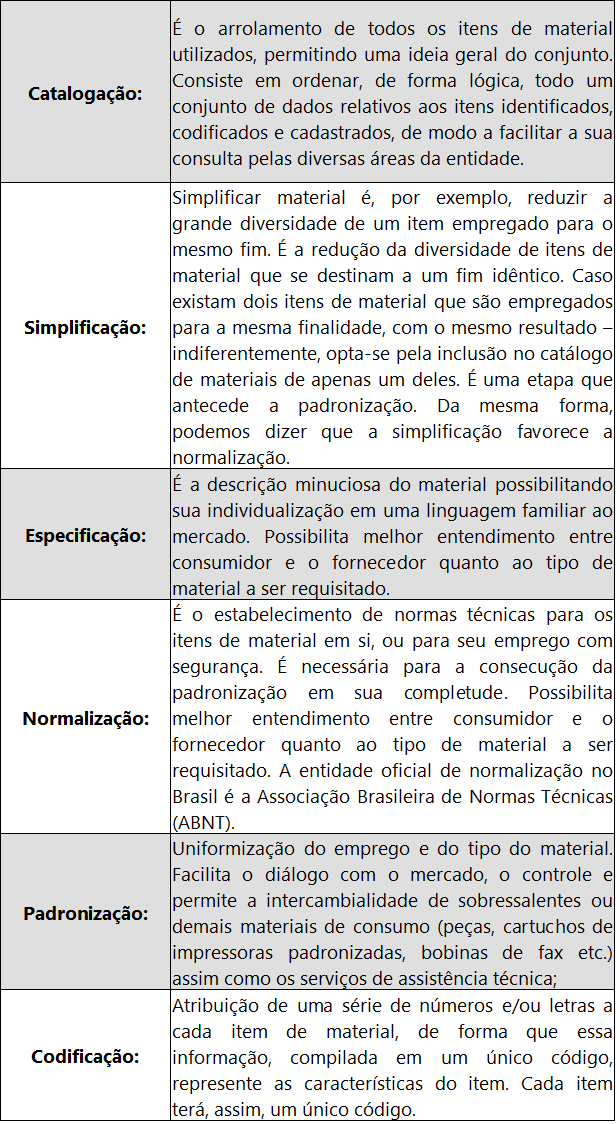 Catalogação:
É o arrolamento de todos os itens de material
utilizados, permitindo uma ideia geral do conjunto.
Consiste em ordenar, de forma lógica, todo um
conjunto de dados relativos aos itens identificados,
codificados e cadastrados, de modo a facilitar a sua
consulta pelas diversas áreas da entidade.
Simplificação:
Simplificar material é, por exemplo, reduzir a
grande diversidade de um item empregado para o
mesmo fim. É a redução da diversidade de itens de
material que se destinam a um fim idêntico. Caso
existam dois itens de material que são empregados
para a mesma finalidade, com o mesmo resultado –
indiferentemente, opta-se pela inclusão no catálogo
de materiais de apenas um deles. É uma etapa que
antecede a padronização. Da mesma forma,
podemos dizer que a simplificação favorece a
normalização.
Especificação:
É a descrição minuciosa do material possibilitando
sua individualização em uma linguagem familiar ao
mercado. Possibilita melhor entendimento entre
consumidor e o fornecedor quanto ao tipo de
material a ser requisitado.
Normalização:
É o estabelecimento de normas técnicas para os
itens de material em si, ou para seu emprego com
segurança. É necessária para a consecução da
padronização em sua completude. Possibilita
melhor entendimento entre consumidor e o
fornecedor quanto ao tipo de material a ser
requisitado. A entidade oficial de normalização no
Brasil é a Associação Brasileira de Normas Técnicas
(ABNT).
Padronização:
Uniformização do emprego e do tipo do material.
Facilita o diálogo com o mercado, o controle e
permite a intercambialidade de sobressalentes ou
demais materiais de consumo (peças, cartuchos de
impressoras padronizadas, bobinas de fax etc.)
assim como os serviços de assistência técnica;
Codificação:
Atribuição de uma série de números e/ou letras a
cada item de material, de forma que essa
informação, compilada em um único código,
represente as características do item. Cada item
terá, assim, um único código.